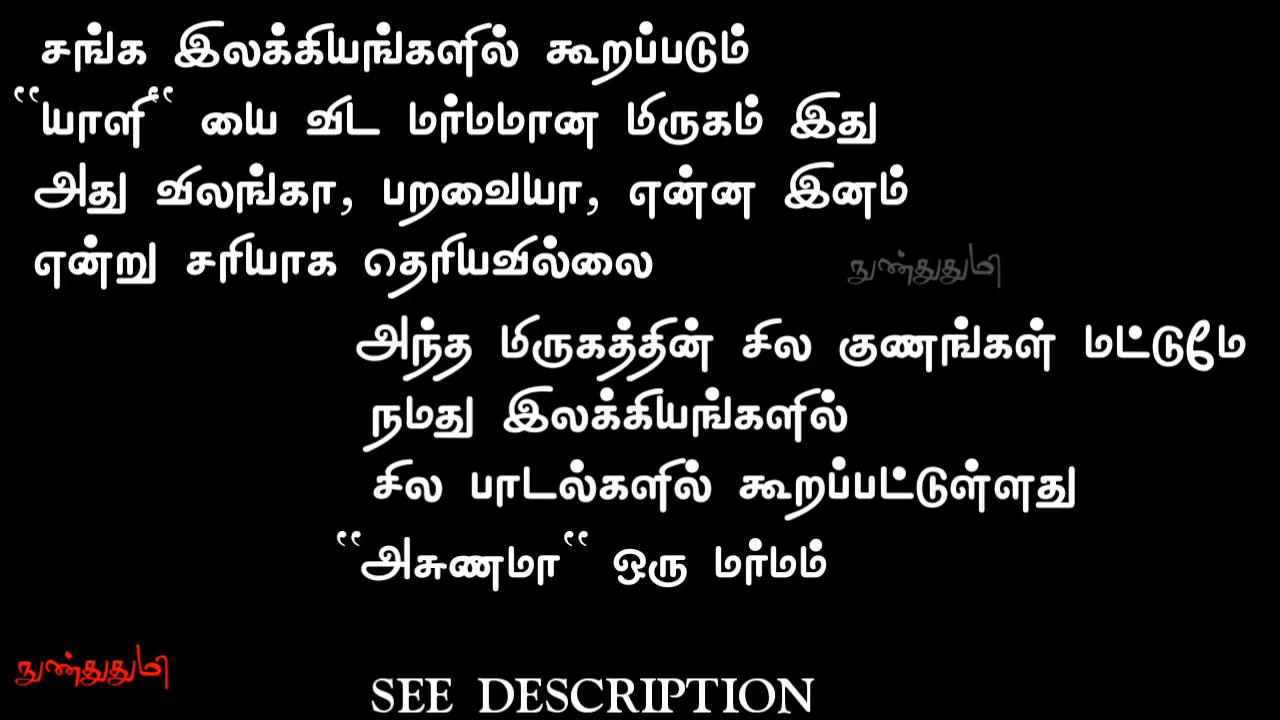 சங்க இலக்கியங்களில் கூறப்படும்
"யாளி" யை விட மர்மமான மிருகம் இது
அது விலங்கா, பறவையா, என்ன இனம்
என்று சரியாக தெரியவில்லை
நுண்துதுமி
அந்த மிருகத்தின் சில குணங்கள் மட்டுமே
நமது இலக்கியங்களில்
சில பாடல்களில் கூறப்பட்டுள்ளது
"அசுணமா" ஒரு மர்மம்
நுண்துதுமி
SEE DESCRIPTION